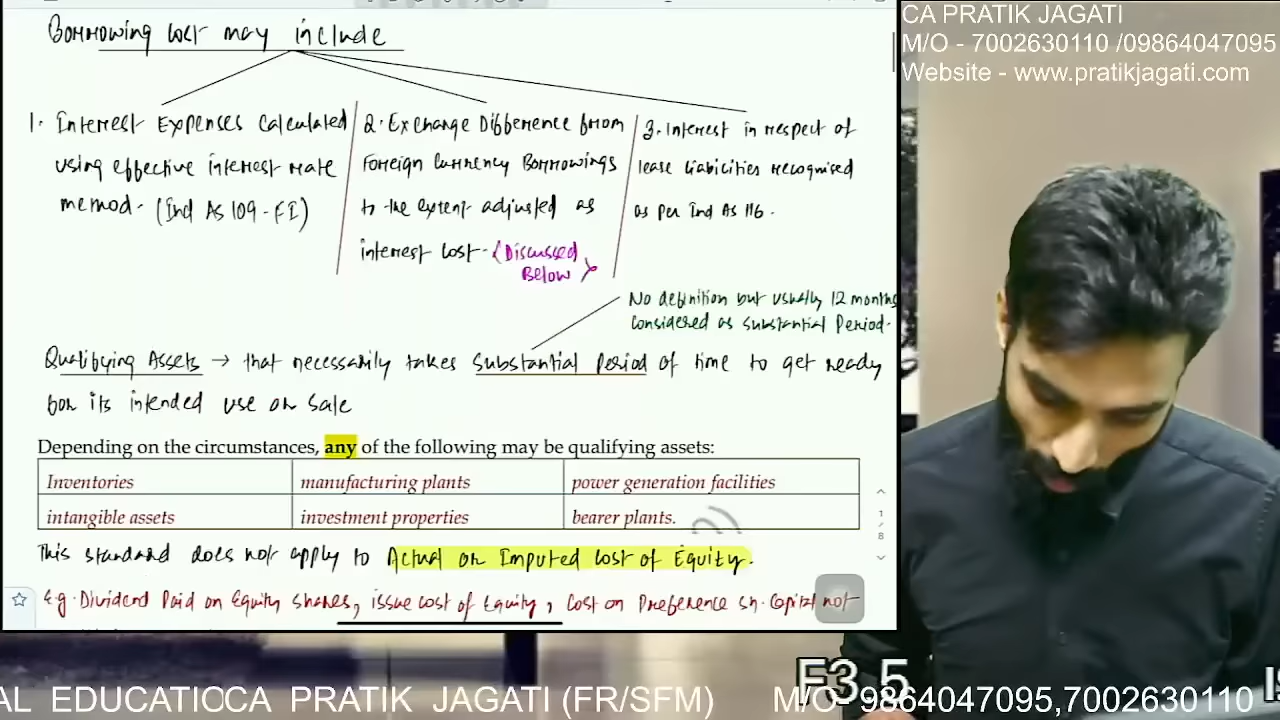 Borrowing cost may include
1. Interest Expenses Calculated using effective interest rate method. (Ind As 109 - FI)
2. Exchange Difference from Foreign Currency Borrowings to the extent adjusted as interest cost. (Discussed Below)
3. Interest in respect of lease liabilities recognised as per Ind As 116.
No definition but usually 12 months
considered as substantial Period.
Qualifying Assets → that necessarily takes substantial Period of time to get ready
for its intended use or sale
Depending on the circumstances, any of the following may be qualifying assets:
Inventories manufacturing plants power generation facilities
intangible assets investment properties bearer plants.
This standard does not apply to Actual or Imputed Cost of Equity.
E.g. Dividend Paid on Equity shares, issue cost of Equity, Cost on Preference sh. Capital not
1/8
CA PRATIK JAGATI
M/O - 7002630110 /09864047095
Website - www.pratikjagati.com
F3.5
AL EDUCATIOCA PRATIK JAGATI (FR/SFM) M/O 9864047095,7002630110